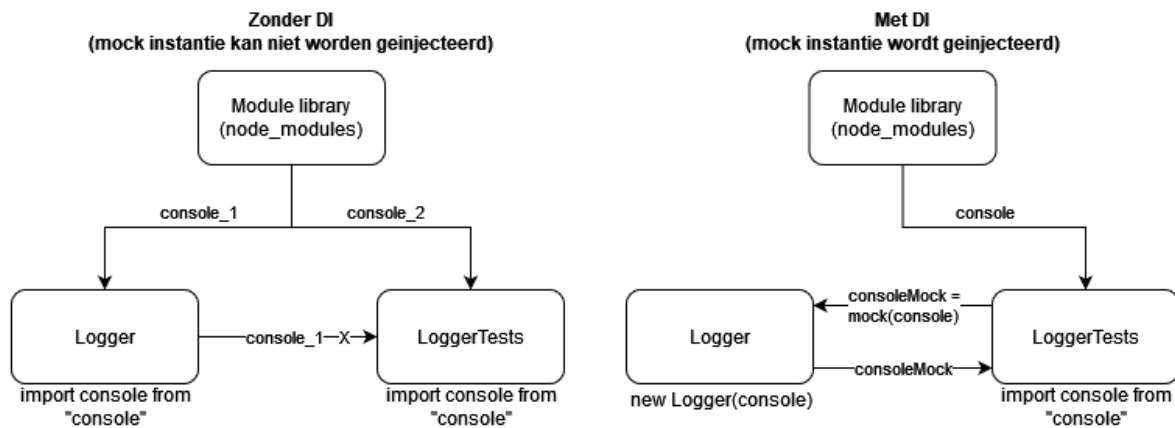 Zonder DI
(mock instantie kan niet worden geinjecteerd)
Module library
(node_modules)
console_1
console_2
Logger
console_1
X
LoggerTests
import console from
"console"
import console from
"console"
Met DI
(mock instantie wordt geinjecteerd)
Module library
(node_modules)
console
Logger
consoleMock =
mock(console)
consoleMock
LoggerTests
new Logger(console)
import console from
"console"